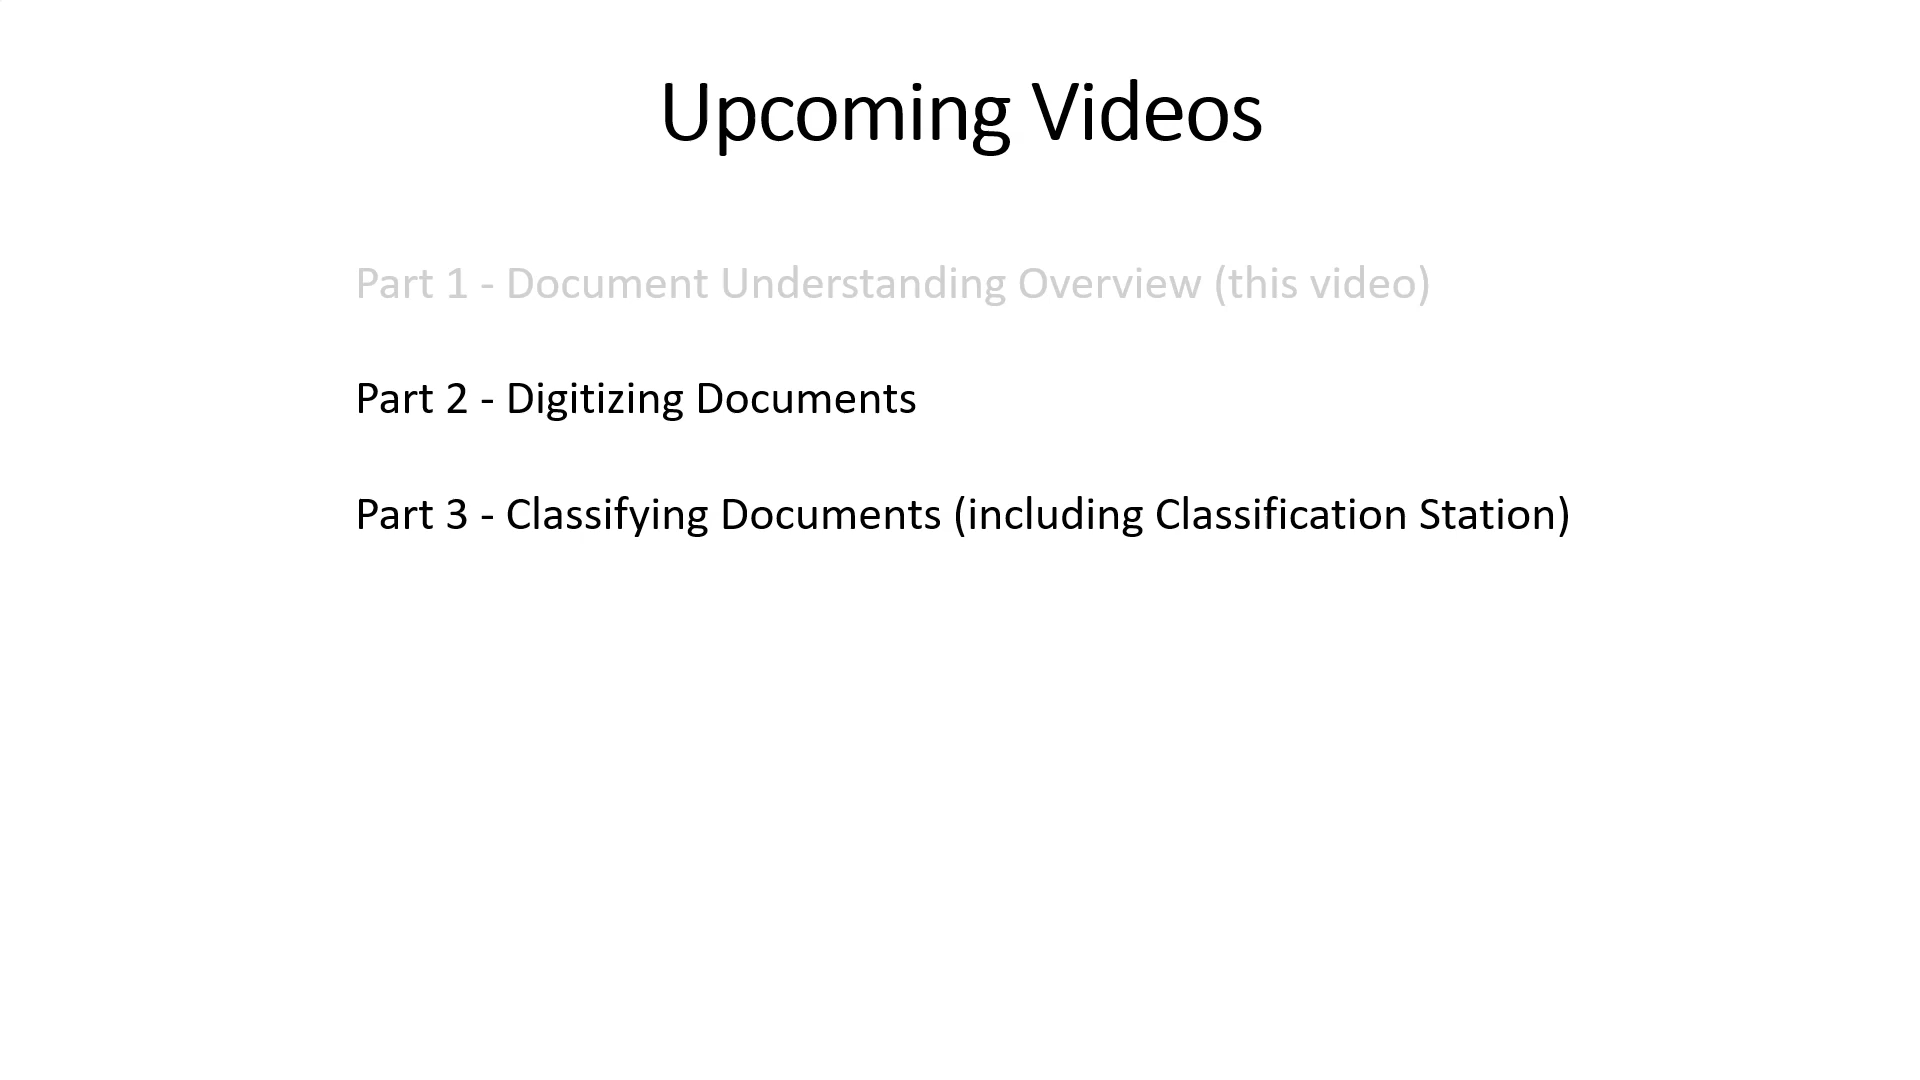 Upcoming Videos
Part 1 - Document Understanding Overview (this video)
Part 2 - Digitizing Documents
Part 3 - Classifying Documents (including Classification Station)